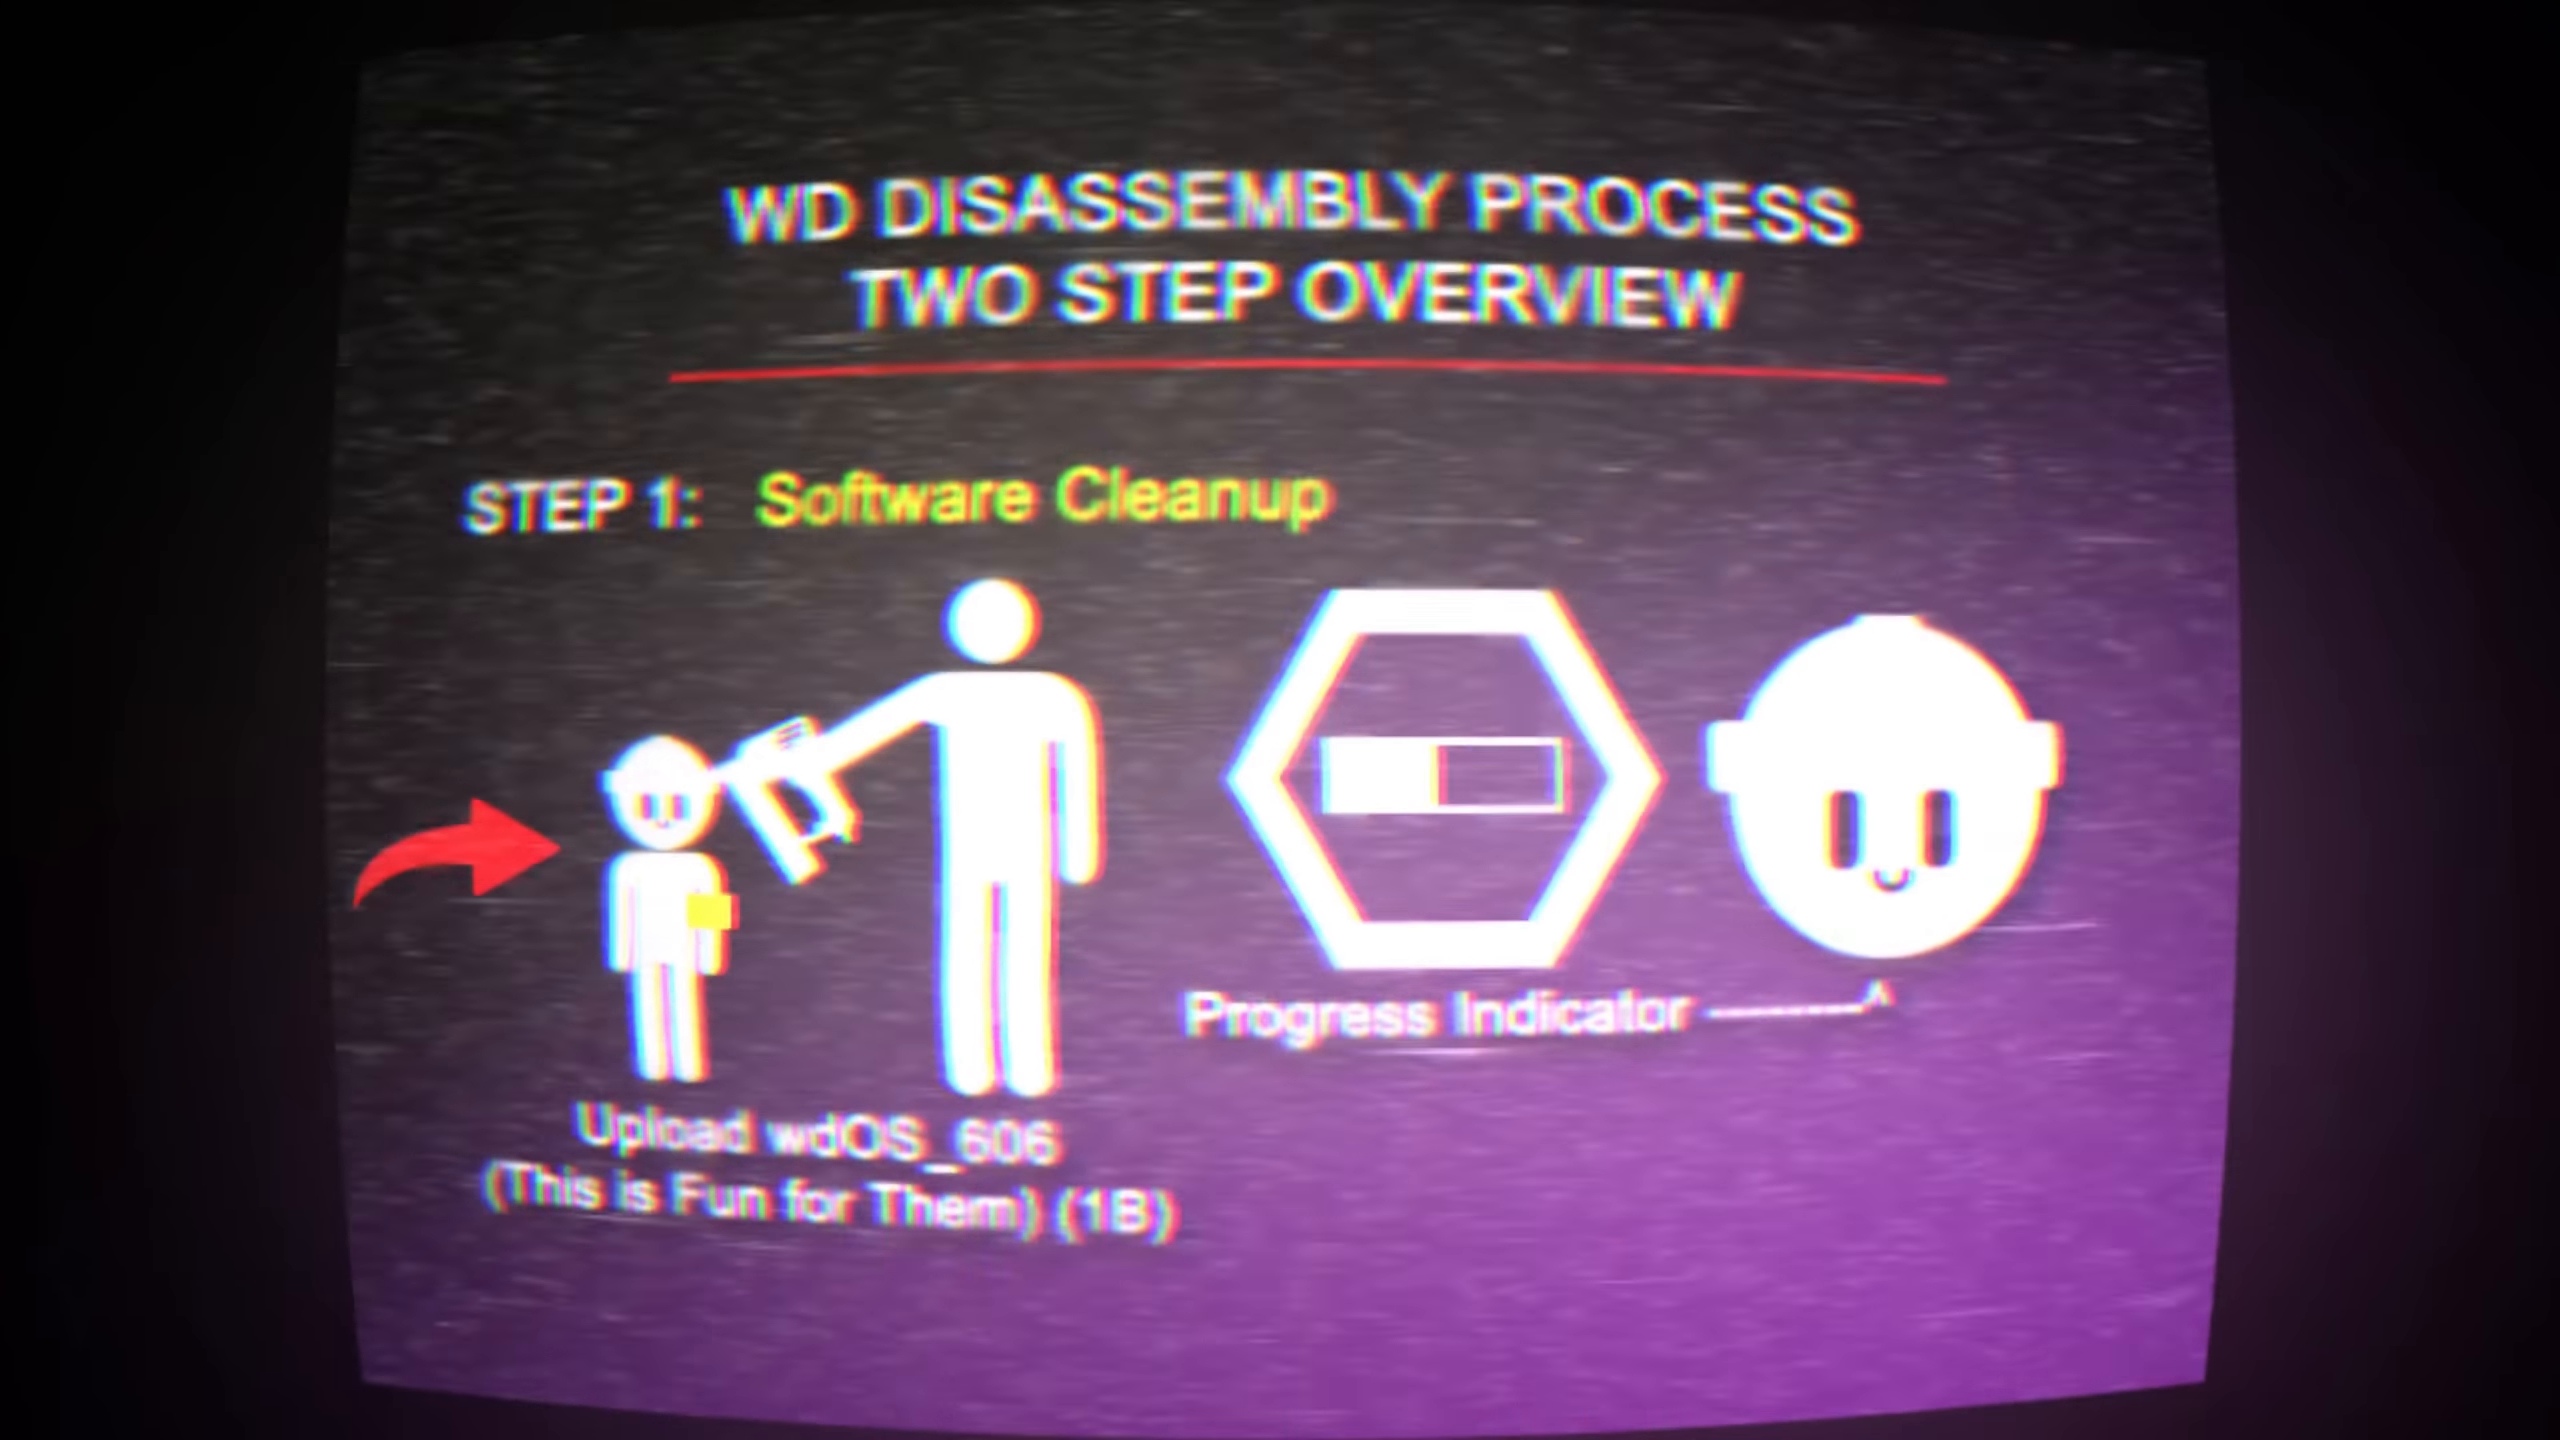 WD DISASSEMBLY PROCESS
TWO STEP OVERVIEW
STEP 1: Software Cleanup
Progress Indicator
Upload wdOS_606
(This is Fun for Them) (1B)